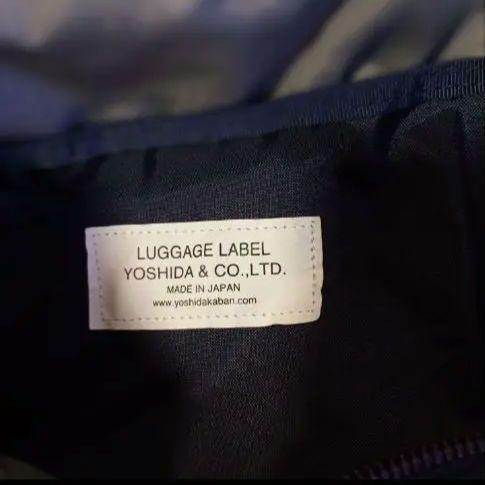 LUGGAGE LABEL
YOSHIDA & CO.,LTD.
MADE IN JAPAN
www.yoshidakaban.com